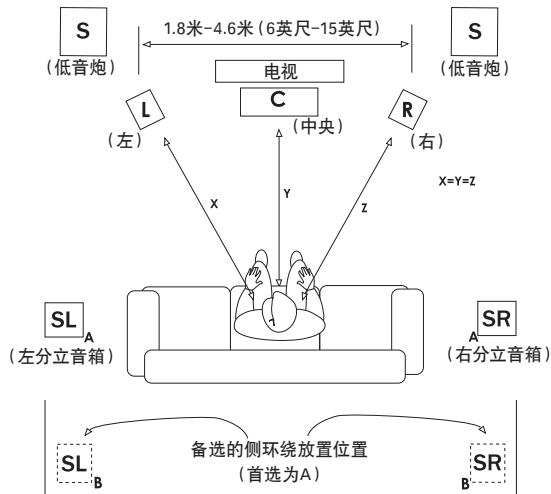 S
1.8米-4.6米(6英尺-15英尺)
S
(低音炮)
电视
(低音炮)
L
C
R
(左)
(中央)
(右)
X
Y
Z
X=Y=Z
SL
A
A
SR
(左分立音箱)
(右分立音箱)
备选的侧环绕放置位置
(首选为A)
SL
B
SR
B